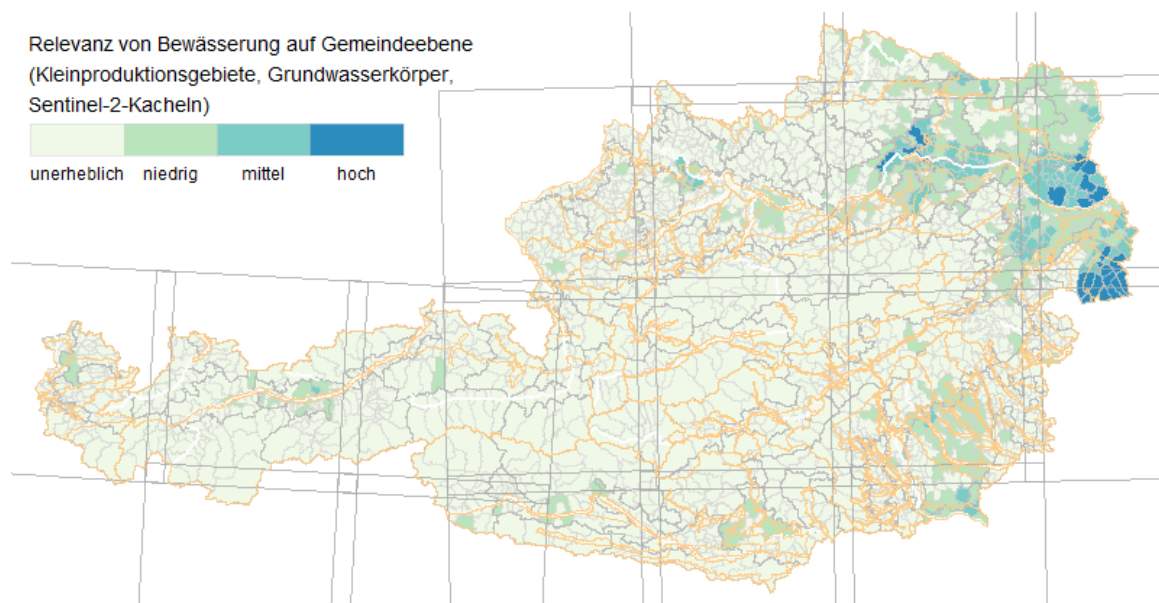 Relevanz von Bewässerung auf Gemeindeebene
(Kleinproduktionsgebiete, Grundwasserkörper,
Sentinel-2-Kacheln)
unerheblich niedrig mittel hoch